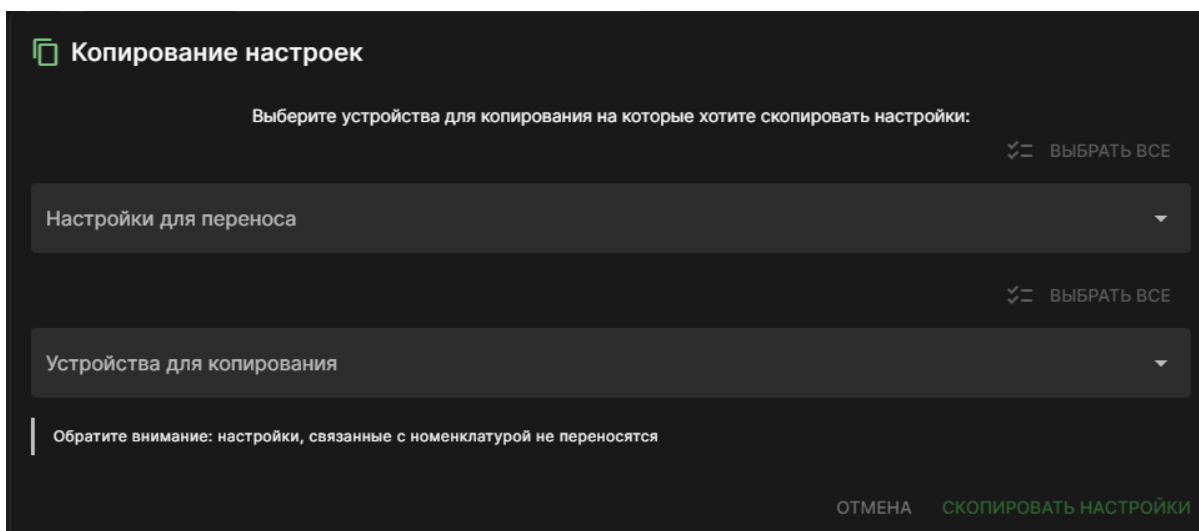 Копирование настроек
Выберите устройства для копирования на которые хотите скопировать настройки:
ВЫБРАТЬ ВСЕ
Настройки для переноса
ВЫБРАТЬ ВСЕ
Устройства для копирования
Обратите внимание: настройки, связанные с номенклатурой не переносятся
ОТМЕНА СКОПИРОВАТЬ НАСТРОЙКИ